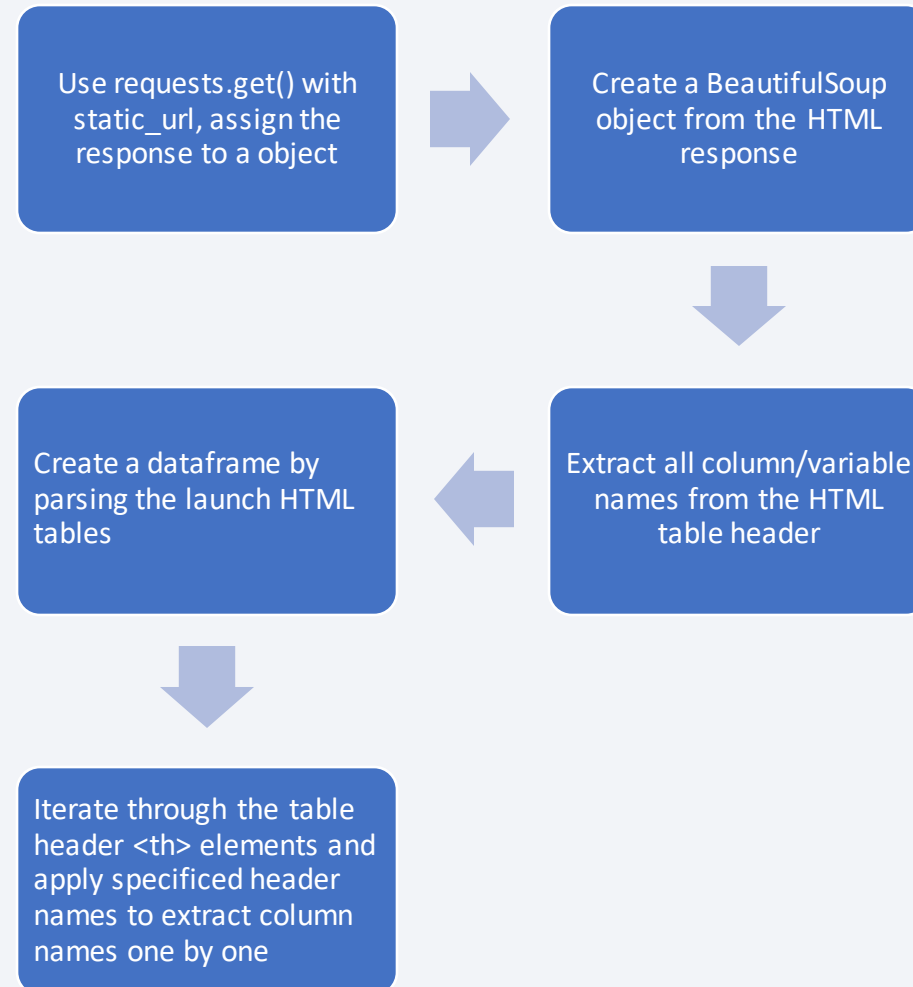 Use requests.get() with
static_url, assign the
response to a object
Create a BeautifulSoup
object from the HTML
response
Extract all column/variable
names from the HTML
table header
Create a dataframe by
parsing the launch HTML
tables
Iterate through the table
header <th> elements and
apply specificed header
names to extract column
names one by one